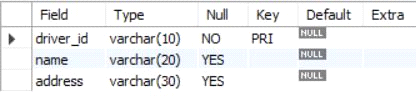 Field Type Null Key Default Extra
driver_id varchar(10) NO PRI NULL
name varchar(20) YES NULL
address varchar(30) YES NULL